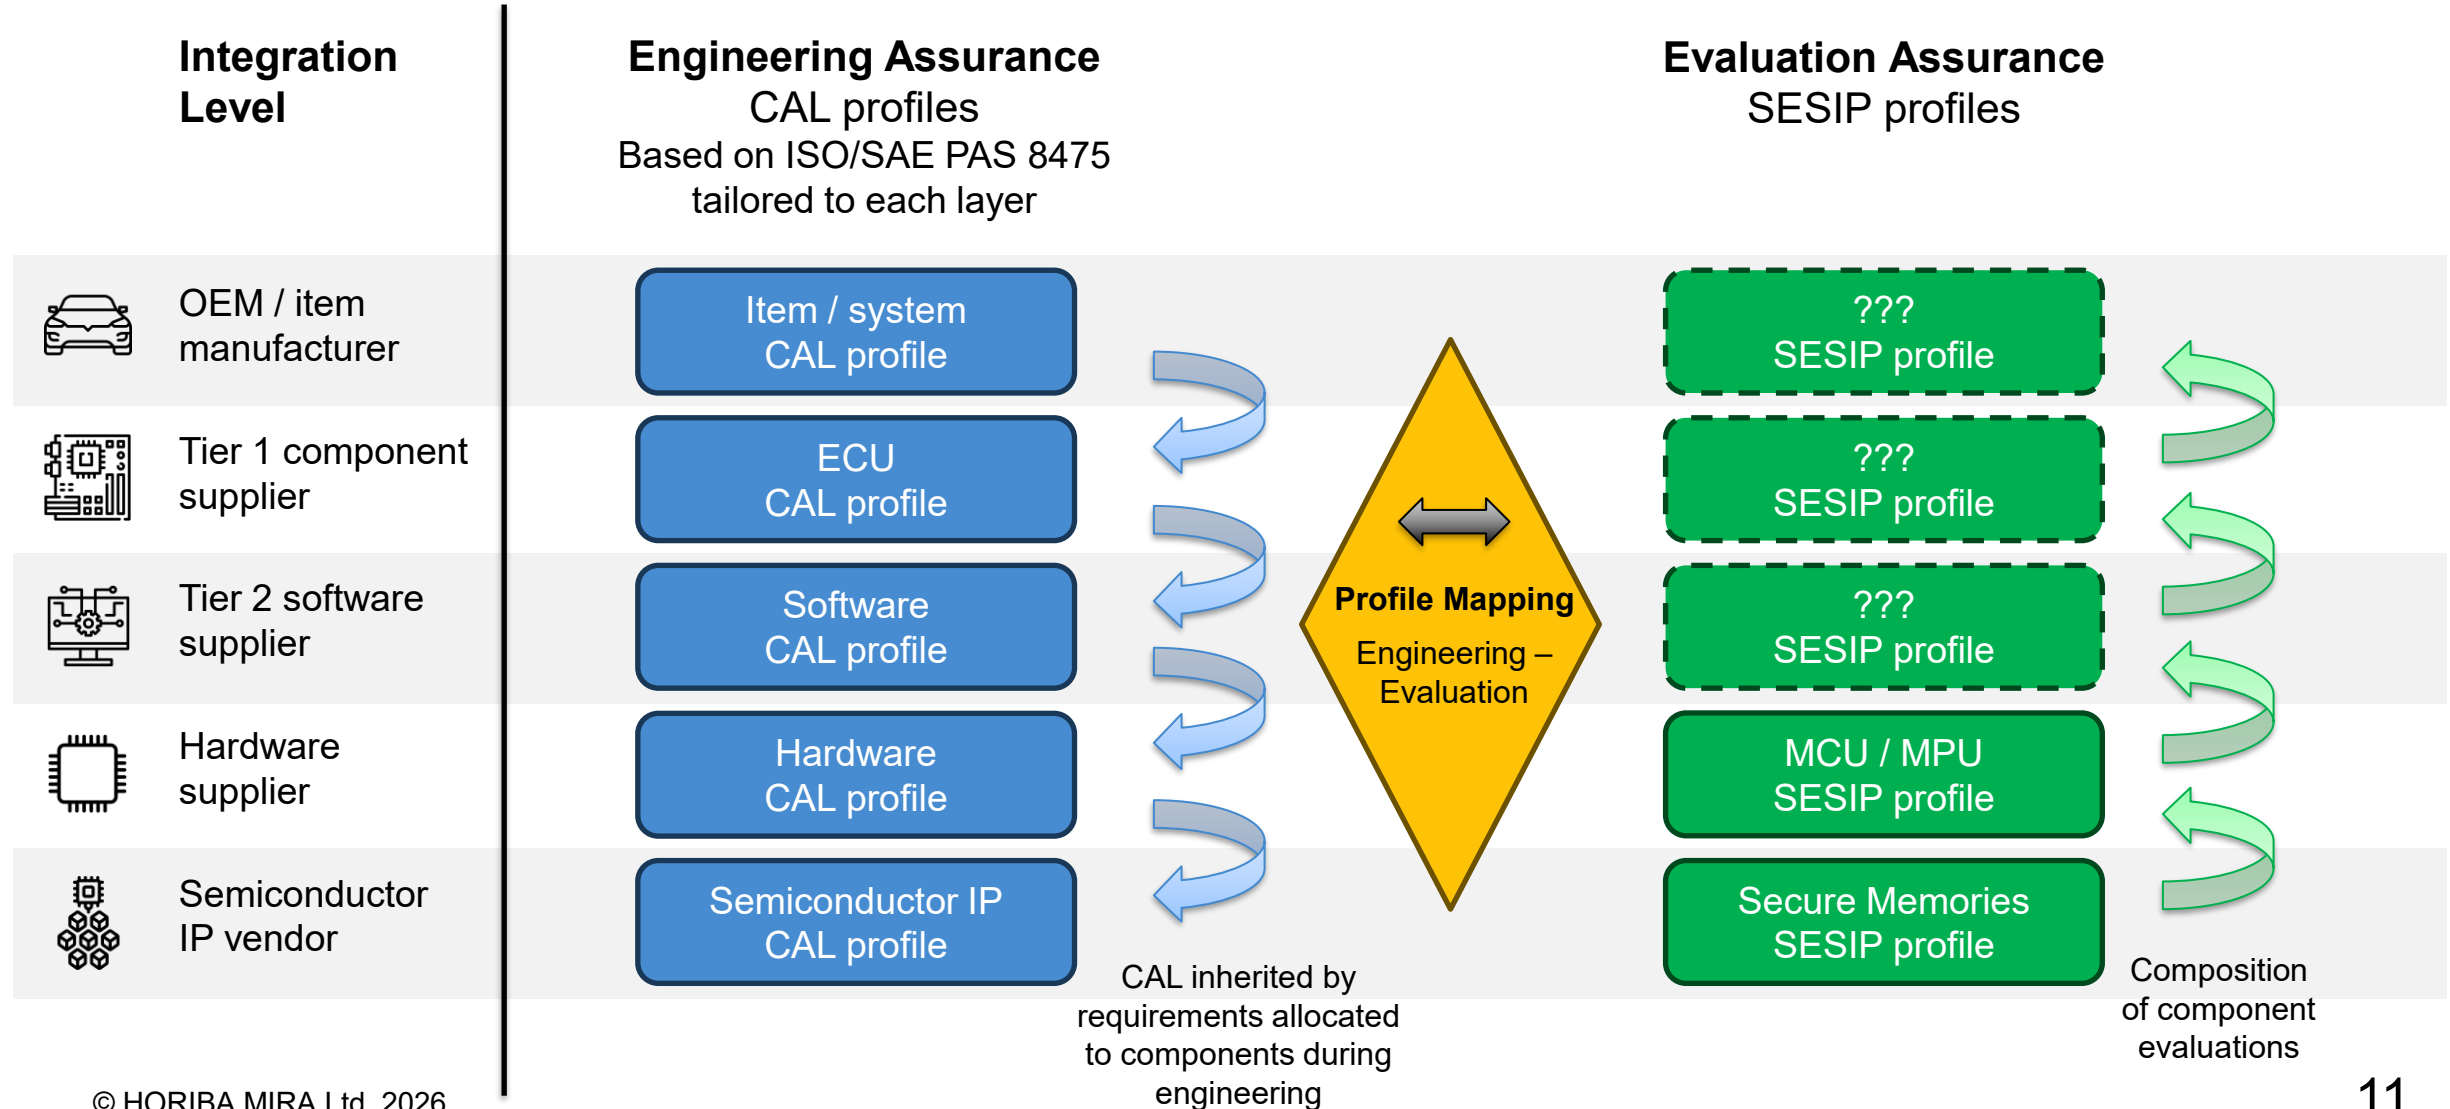 Integration
Level
Engineering Assurance
CAL profiles
Based on ISO/SAE PAS 8475
tailored to each layer
Evaluation Assurance
SESIP profiles
OEM / item
manufacturer
Item / system
CAL profile
???
SESIP profile
Tier 1 component
supplier
ECU
CAL profile
???
SESIP profile
Tier 2 software
supplier
Software
CAL profile
Profile Mapping
Engineering –
Evaluation
???
SESIP profile
Hardware
supplier
Hardware
CAL profile
MCU / MPU
SESIP profile
Semiconductor
IP vendor
Semiconductor IP
CAL profile
Secure Memories
SESIP profile
CAL inherited by
requirements allocated
to components during
engineering
Composition
of component
evaluations
© HORIBA MIRA Ltd. 2026
11